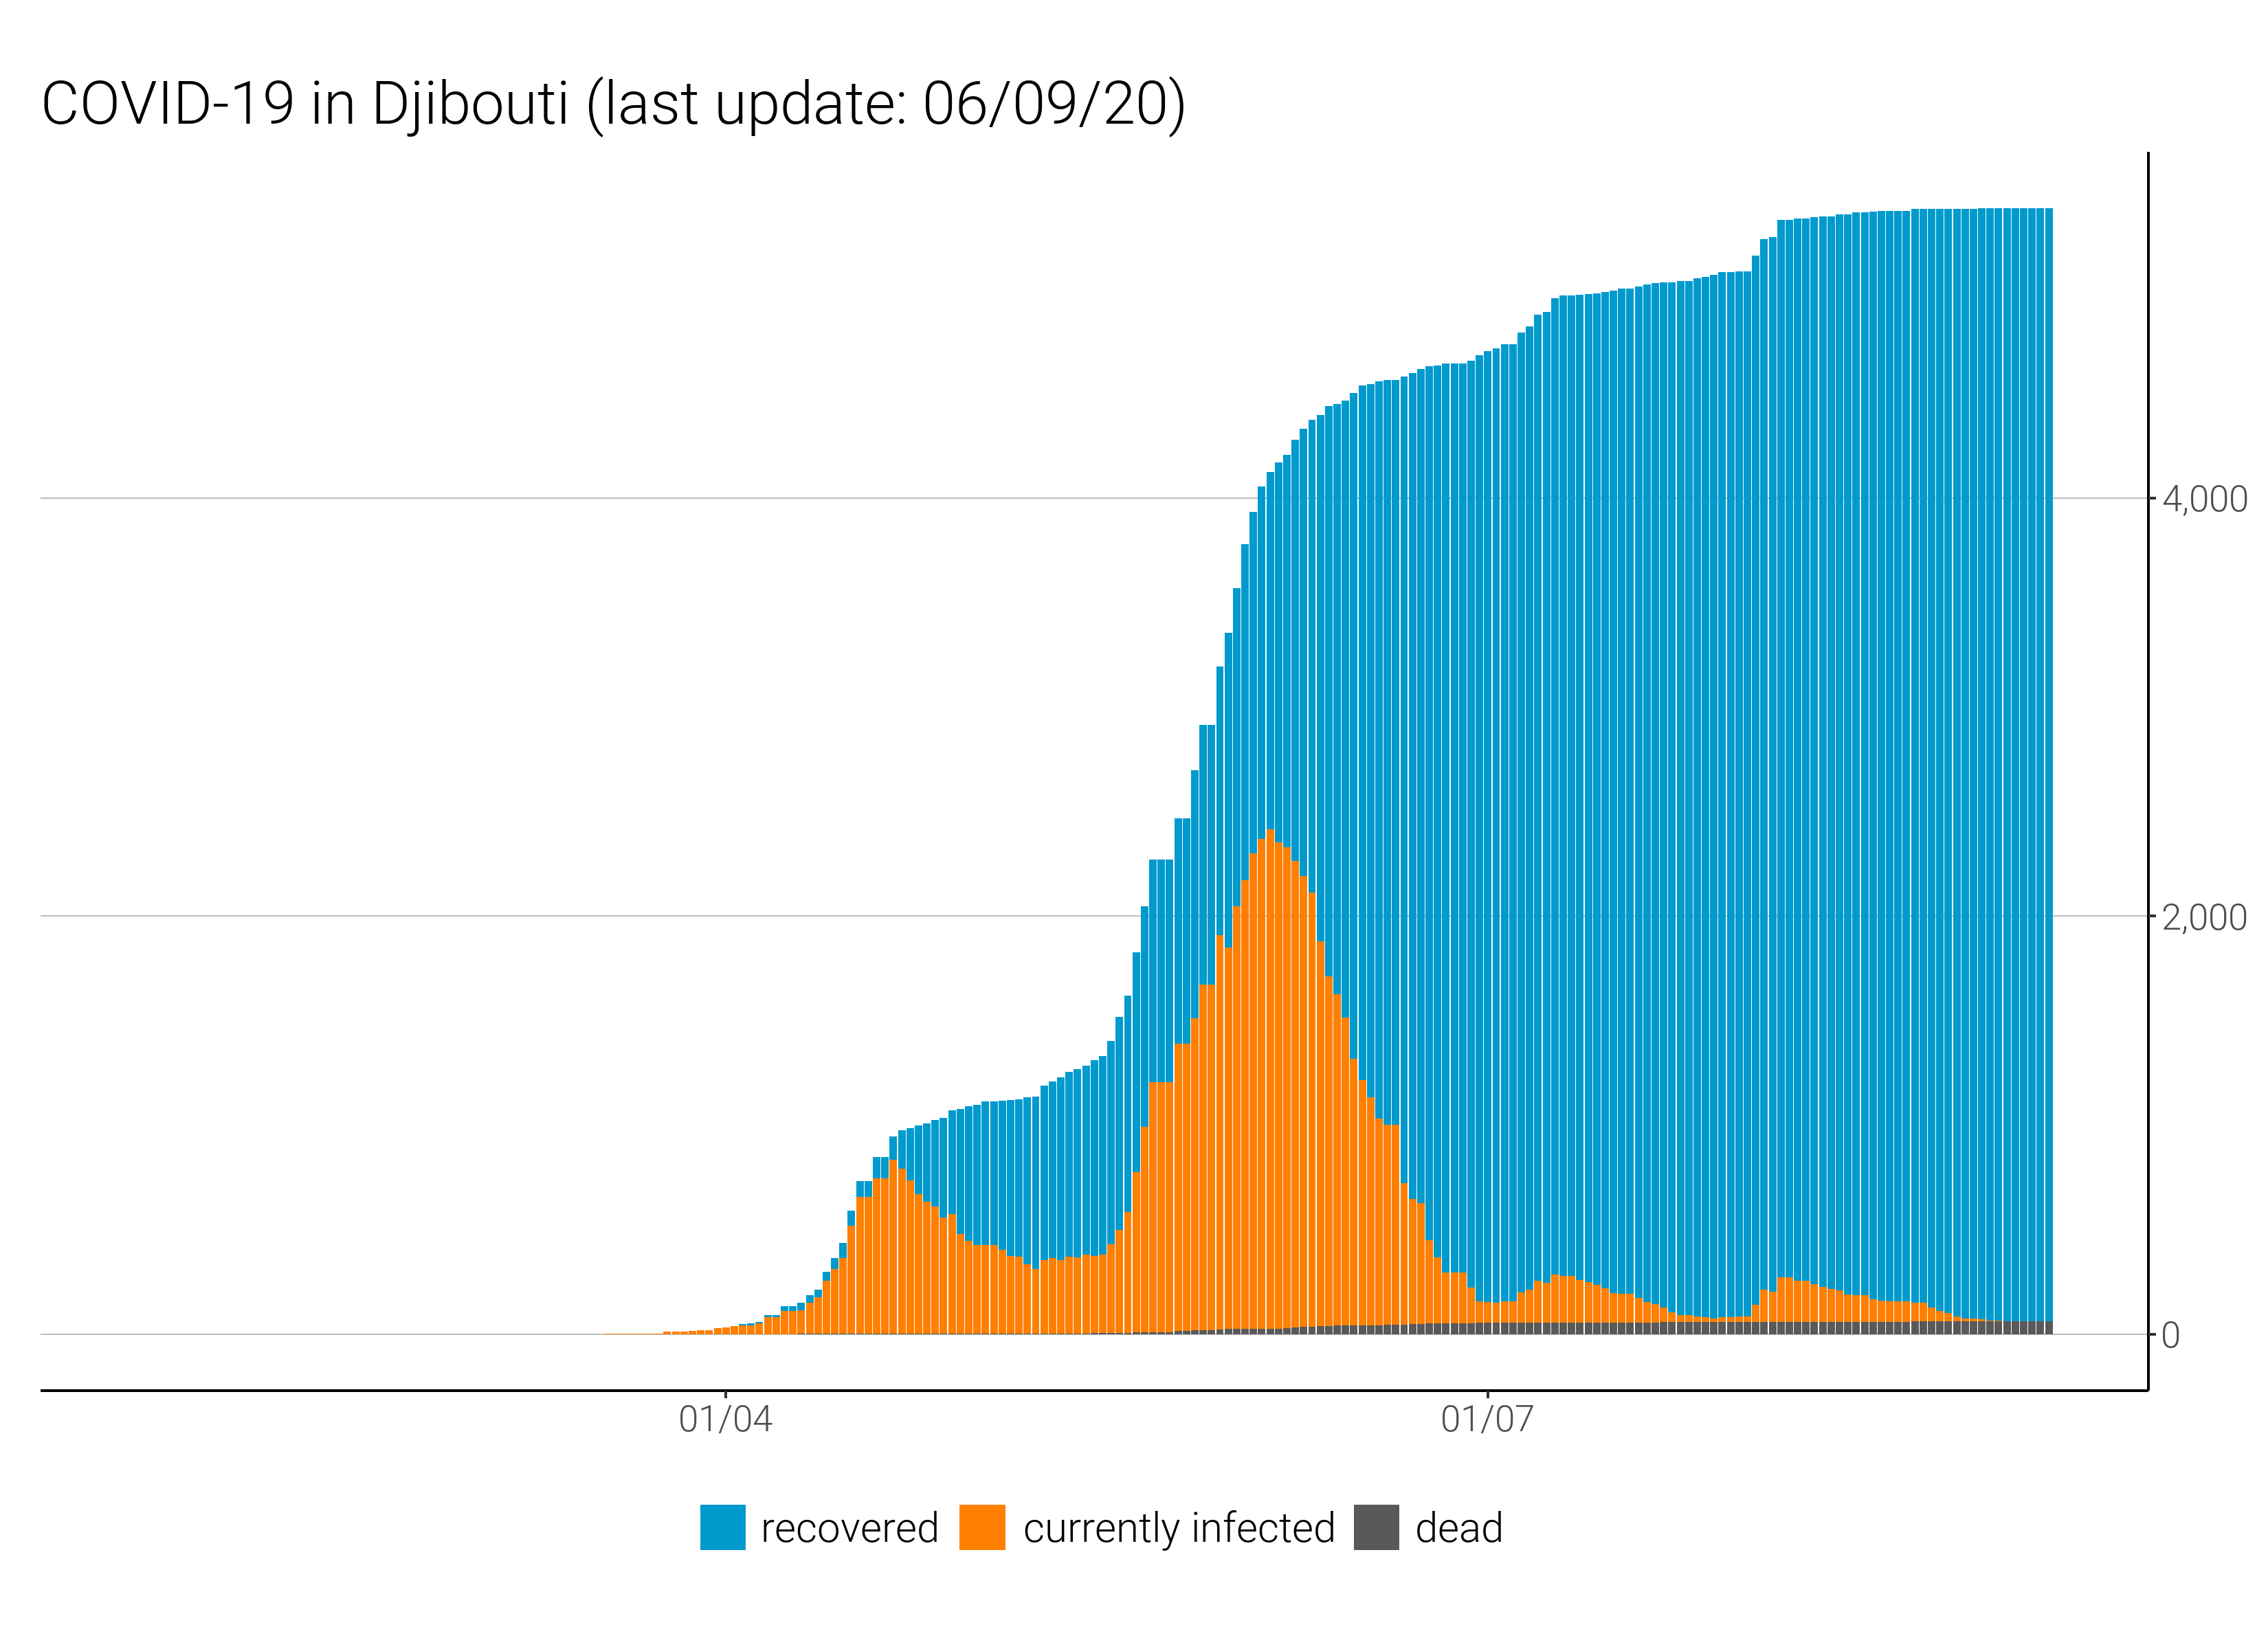 COVID-19 in Djibouti (last update: 06/09/20)
4,000
2,000
0
01/04 01/07
recovered currently infected dead